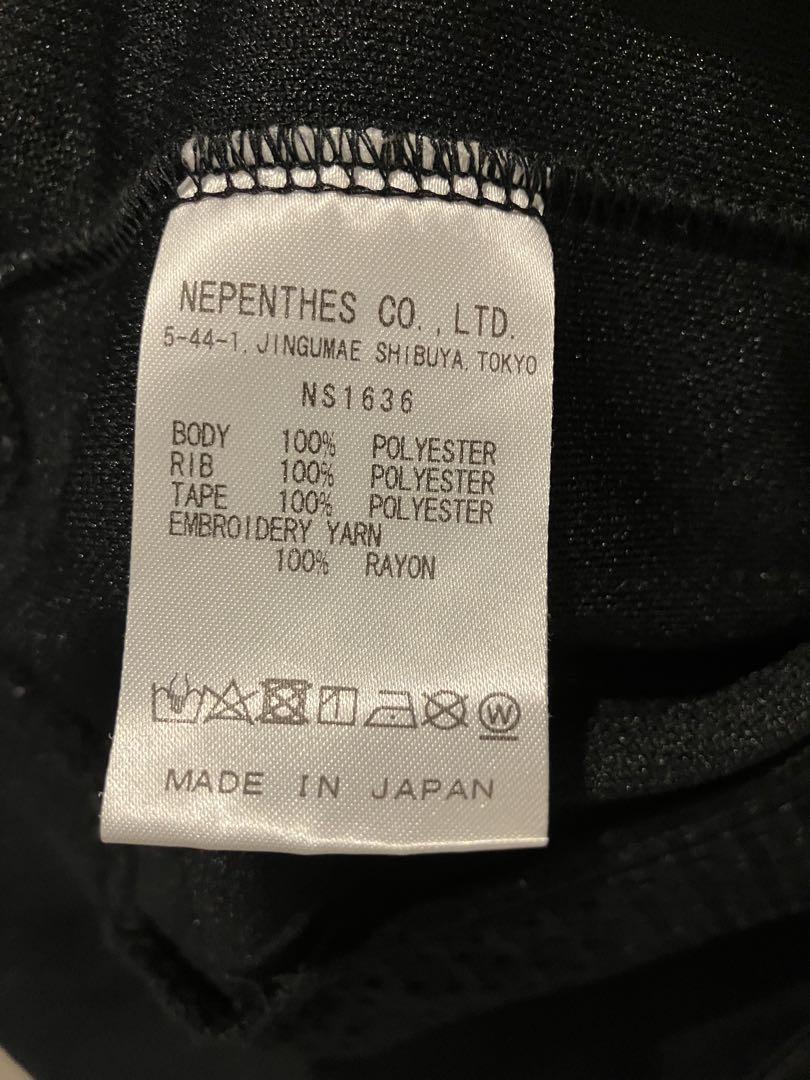 NEPENTHES CO., LTD.
5-44-1, JINGUMAE SHIBUYA, TOKYO
NS1636
BODY 100% POLYESTER
RIB 100% POLYESTER
TAPE 100% POLYESTER
EMBROIDERY YARN
100% RAYON
W
MADE IN JAPAN